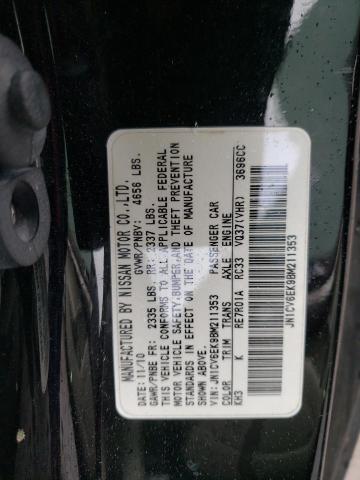 MANUFACTURED BY NISSAN MOTOR CO.,LTD.
DATE: 11/10 GVWR/PNBV: 4656 LBS.
GAWR/PNBE FR: 2335 LBS. RR: 2337 LBS.
THIS VEHICLE CONFORMS TO ALL APPLICABLE FEDERAL
MOTOR VEHICLE SAFETY,BUMPER,AND THEFT PREVENTION
STANDARDS IN EFFECT ON THE DATE OF MANUFACTURE
SHOWN ABOVE.
VIN: JN1CV6EK9BM211353 PASSENGER CAR
COLOR TRIM TRANS AXLE ENGINE
KH3 K RE7R01A RC33 VQ37(VHR) 3696CC
JN1CV6EK9BM211353